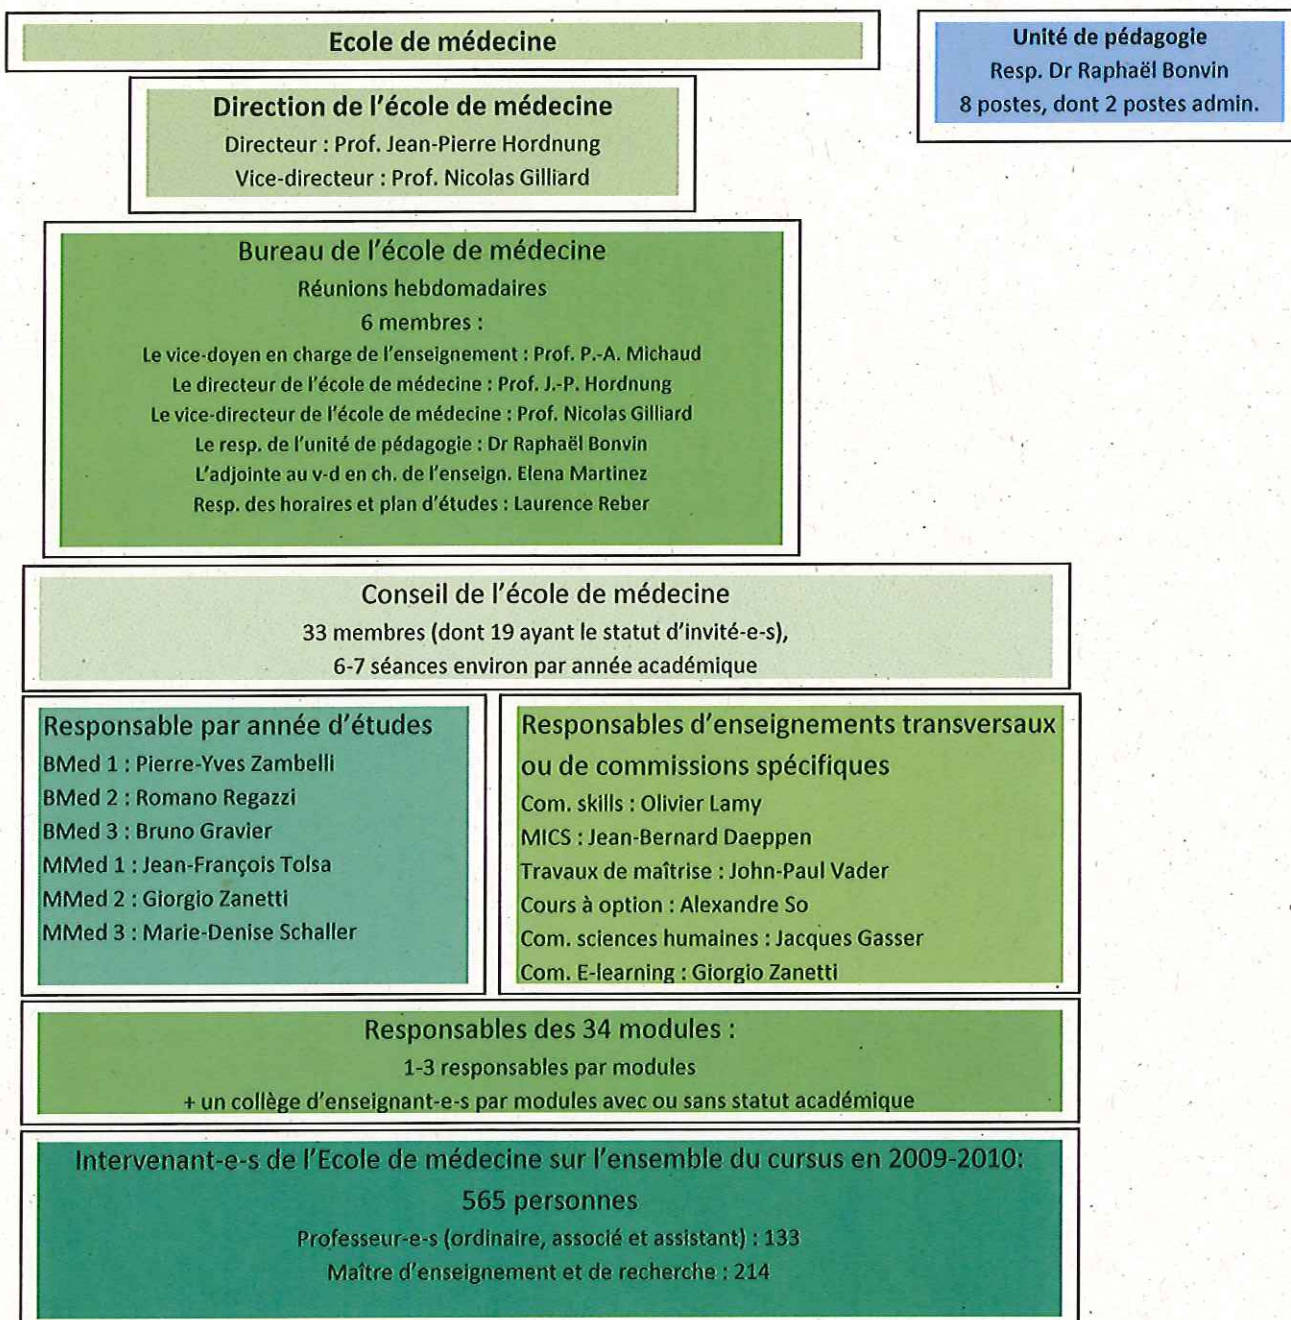 Ecole de médecine
Unité de pédagogie
Resp. Dr Raphaël Bonvin
8 postes, dont 2 postes admin.
Direction de l'école de médecine
Directeur : Prof. Jean-Pierre Hordnung
Vice-directeur : Prof. Nicolas Gilliard
Bureau de l'école de médecine
Réunions hebdomadaires
6 membres :
Le vice-doyen en charge de l'enseignement : Prof. P.-A. Michaud
Le directeur de l'école de médecine : Prof. J.-P. Hordnung
Le vice-directeur de l'école de médecine : Prof. Nicolas Gilliard
Le resp. de l'unité de pédagogie : Dr Raphaël Bonvin
L'adjointe au v-d en ch. de l'enseign. Elena Martinez
Resp. des horaires et plan d'études : Laurence Reber
Conseil de l'école de médecine
33 membres (dont 19 ayant le statut d'invité-e-s),
6-7 séances environ par année académique
Responsable par année d'études
BMed 1 : Pierre-Yves Zambelli
BMed 2 : Romano Regazzi
BMed 3 : Bruno Gravier
MMed 1 : Jean-François Tolsa
MMed 2 : Giorgio Zanetti
MMed 3 : Marie-Denise Schaller
Responsables d'enseignements transversaux
ou de commissions spécifiques
Com. skills : Olivier Lamy
MICS : Jean-Bernard Daeppen
Travaux de maîtrise : John-Paul Vader
Cours à option : Alexandre So
Com. sciences humaines : Jacques Gasser
Com. E-learning : Giorgio Zanetti
Responsables des 34 modules :
1-3 responsables par modules
+ un collège d'enseignant-e-s par modules avec ou sans statut académique
Intervenant-e-s de l'Ecole de médecine sur l'ensemble du cursus en 2009-2010:
565 personnes
Professeur-e-s (ordinaire, associé et assistant) : 133
Maître d'enseignement et de recherche : 214